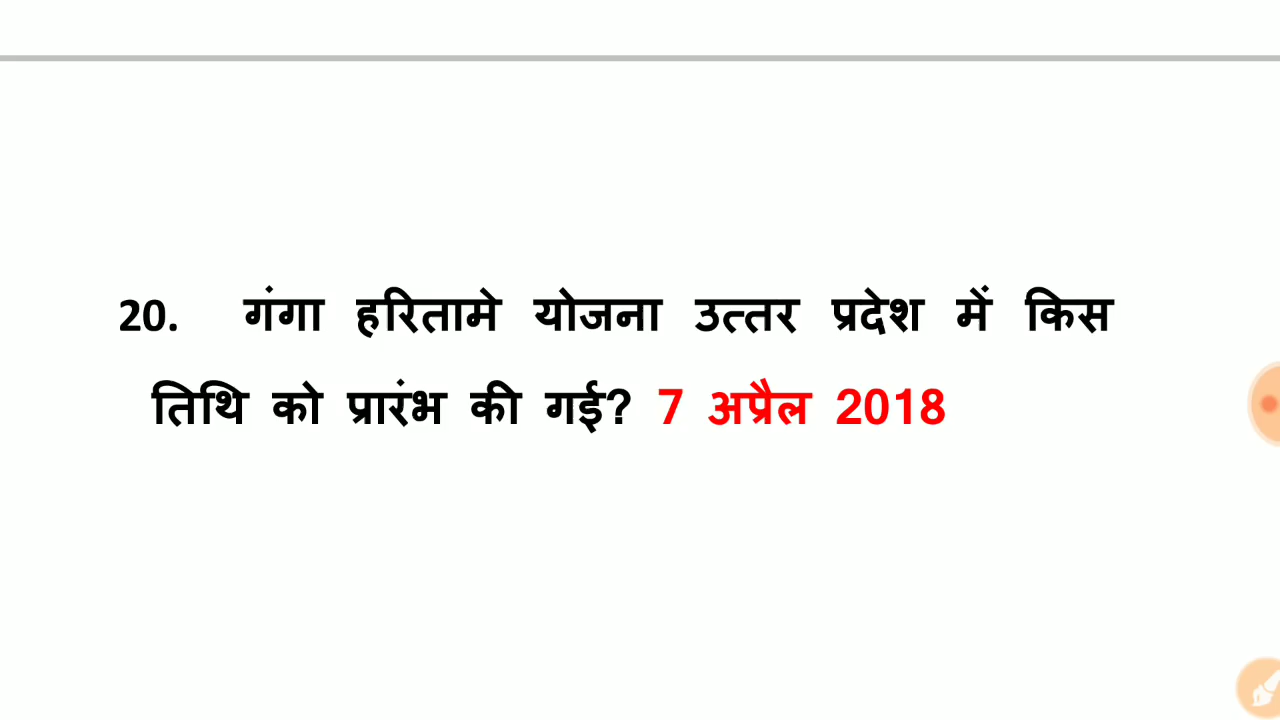 20. गंगा हरितामे योजना उत्तर प्रदेश में किस
तिथि को प्रारंभ की गई? 7 अप्रैल 2018